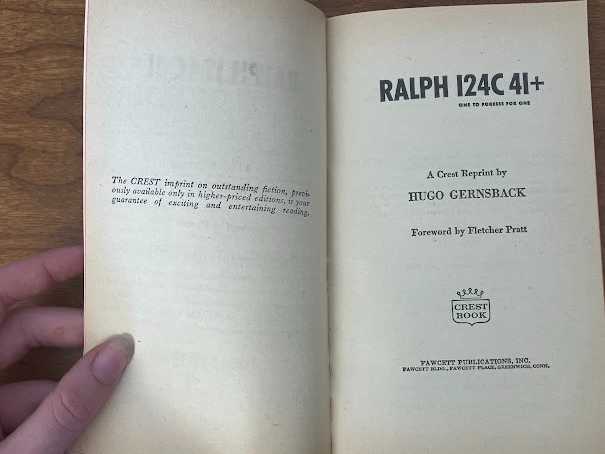 The CREST imprint on outstanding fiction, previ-
ously available only in higher-priced editions, is your
guarantee of exciting and entertaining reading.
RALPH 124C 41+
ONE TO FORESEE FOR ONE
A Crest Reprint by
HUGO GERNSBACK
Foreword by Fletcher Pratt
CREST
BOOK
FAWCETT PUBLICATIONS, INC.
FAWCETT BLDG., FAWCETT PLACE, GREENWICH, CONN.